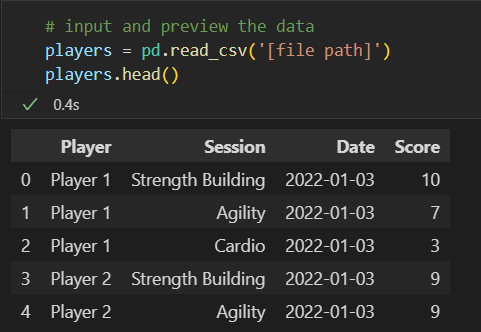 # input and preview the data
players = pd.read_csv('[file path]')
players.head()
✓ 0.4s
Player Session Date Score
0 Player 1 Strength Building 2022-01-03 10
1 Player 1 Agility 2022-01-03 7
2 Player 1 Cardio 2022-01-03 3
3 Player 2 Strength Building 2022-01-03 9
4 Player 2 Agility 2022-01-03 9